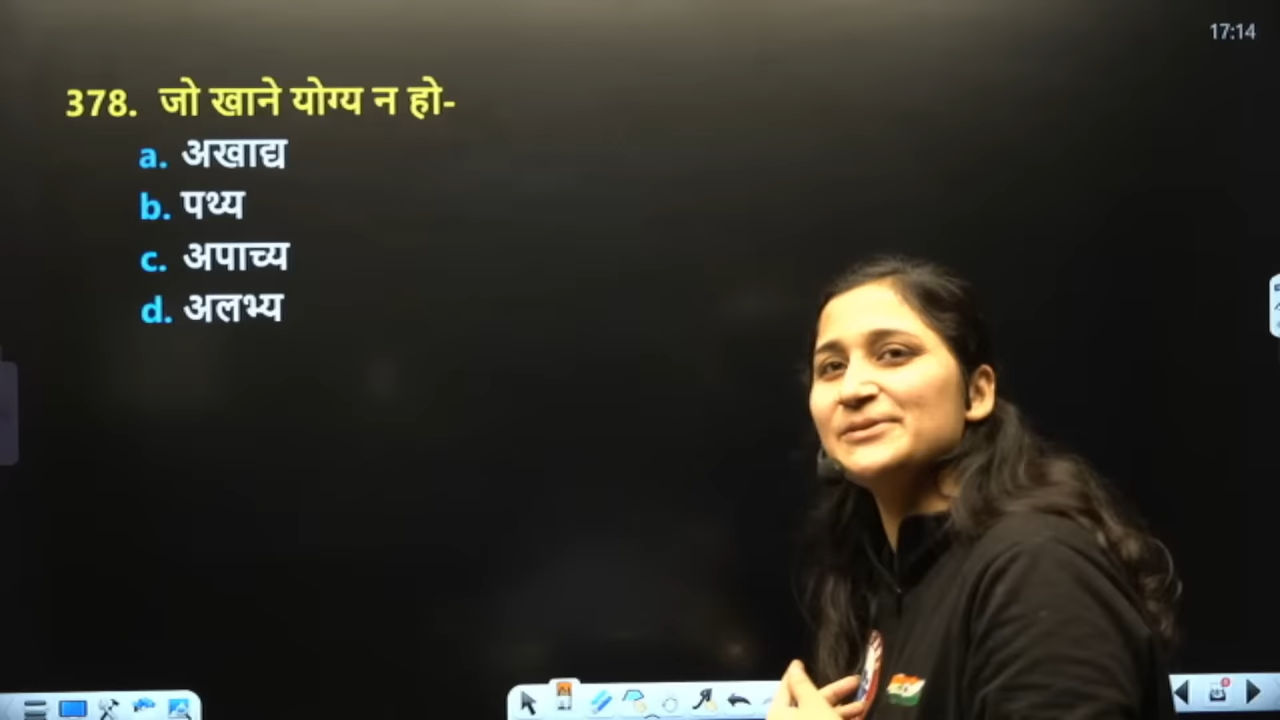 17:14
378. जो खाने योग्य न हो-
a. अखाद्य
b. पथ्य
c. अपाच्य
d. अलभ्य